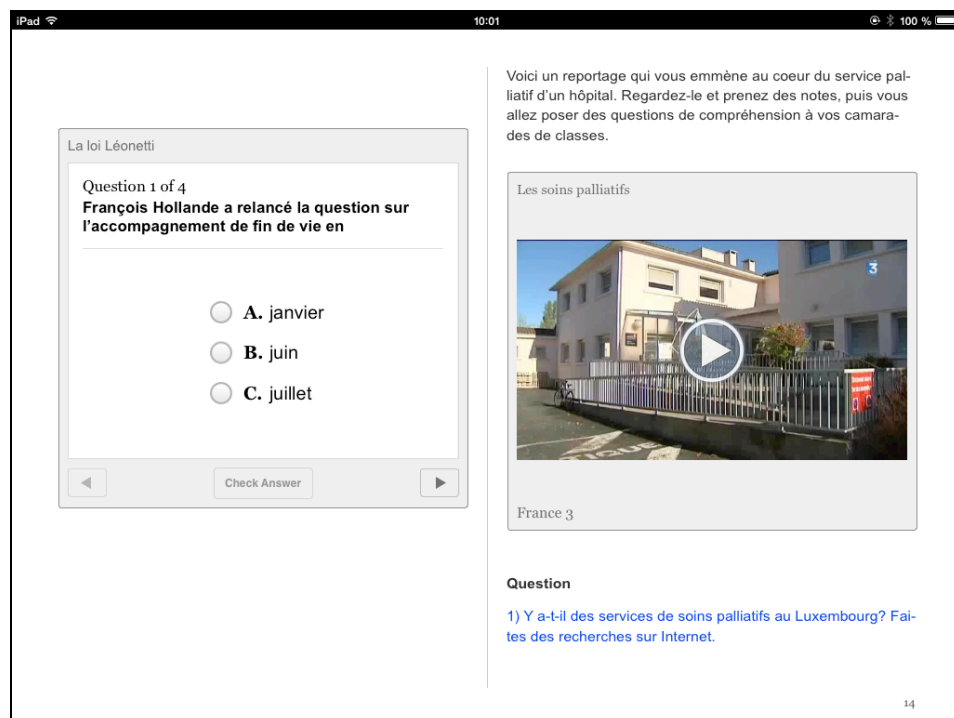 iPad 10:01 100 %
La loi Léonetti
Question 1 of 4
François Hollande a relancé la question sur
l'accompagnement de fin de vie en
A. janvier
B. juin
C. juillet
Check Answer
Voici un reportage qui vous emmène au coeur du service pal-
liatif d'un hôpital. Regardez-le et prenez des notes, puis vous
allez poser des questions de compréhension à vos camara-
des de classes.
Les soins palliatifs
3
France 3
Question
1) Y a-t-il des services de soins palliatifs au Luxembourg? Fai-
tes des recherches sur Internet.
14